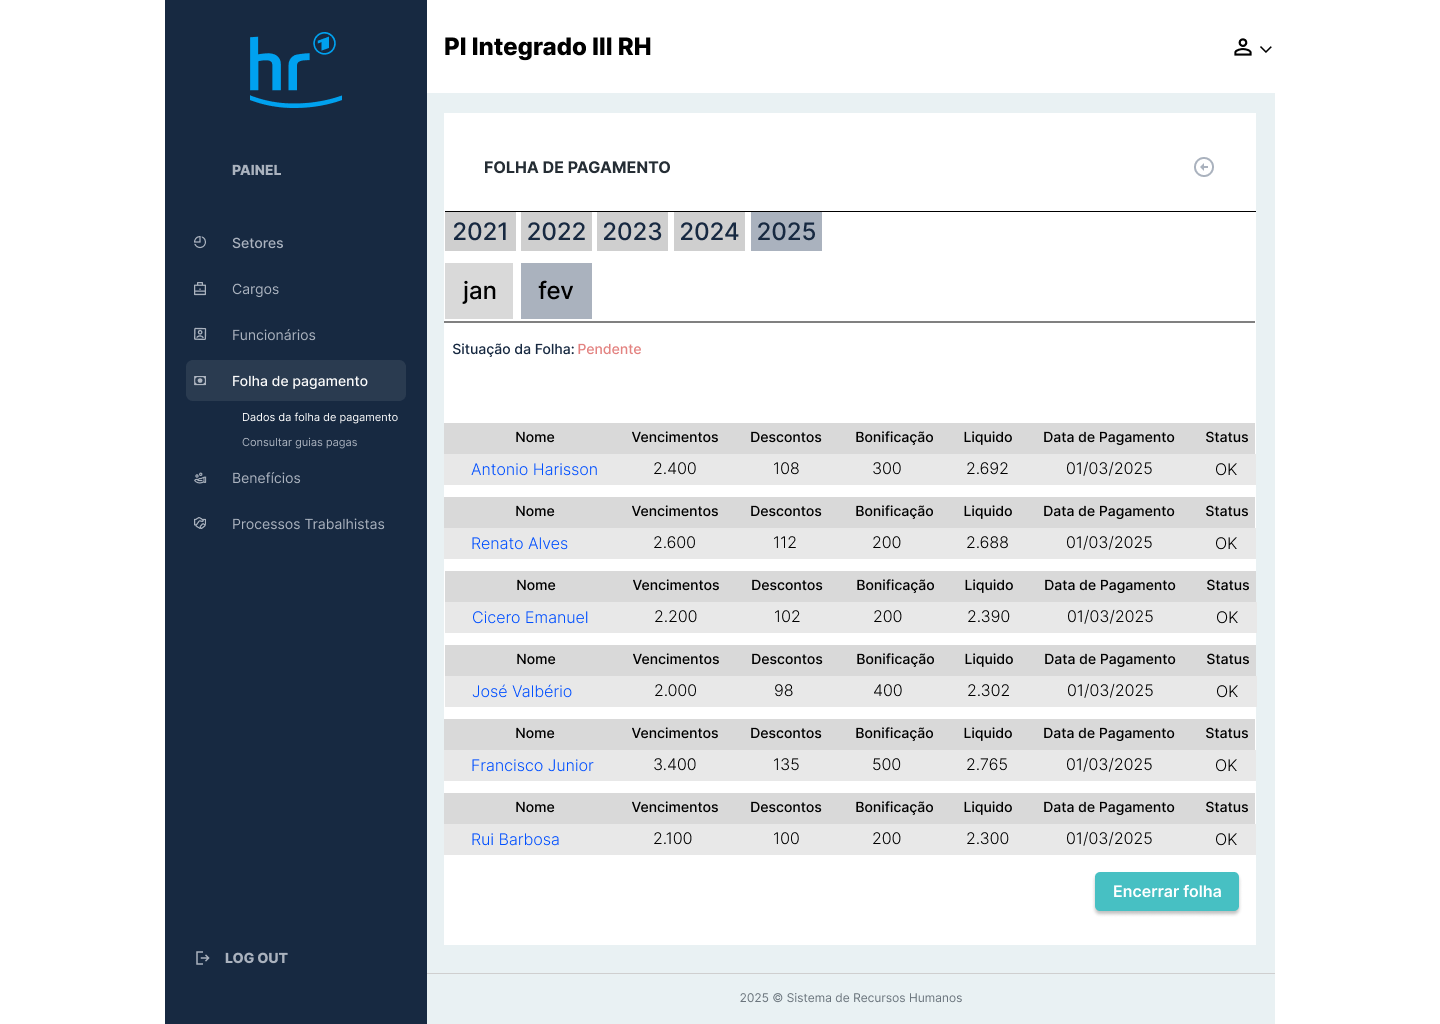 hr
PI Integrado III RH
PAINEL
Setores
Cargos
Funcionários
Folha de pagamento
Dados da folha de pagamento
Consultar guias pagas
Benefícios
Processos Trabalhistas
LOG OUT
FOLHA DE PAGAMENTO
2021 2022 2023 2024 2025
jan fev
Situação da Folha: Pendente
Nome Vencimentos Descontos Bonificação Liquido Data de Pagamento Status
Antonio Harisson 2.400 108 300 2.692 01/03/2025 OK
Nome Vencimentos Descontos Bonificação Liquido Data de Pagamento Status
Renato Alves 2.600 112 200 2.688 01/03/2025 OK
Nome Vencimentos Descontos Bonificação Liquido Data de Pagamento Status
Cicero Emanuel 2.200 102 200 2.390 01/03/2025 OK
Nome Vencimentos Descontos Bonificação Liquido Data de Pagamento Status
José Valbério 2.000 98 400 2.302 01/03/2025 OK
Nome Vencimentos Descontos Bonificação Liquido Data de Pagamento Status
Francisco Junior 3.400 135 500 2.765 01/03/2025 OK
Nome Vencimentos Descontos Bonificação Liquido Data de Pagamento Status
Rui Barbosa 2.100 100 200 2.300 01/03/2025 OK
Encerrar folha
2025 © Sistema de Recursos Humanos